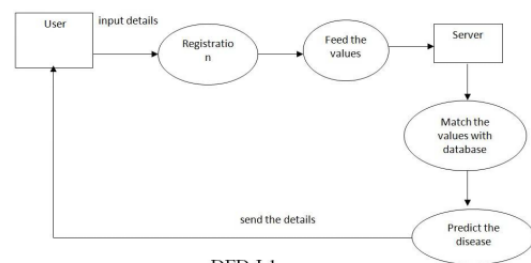 User
input details
Registratio
n
Feed the
values
Server
Match the
values with
database
Predict the
disease
send the details